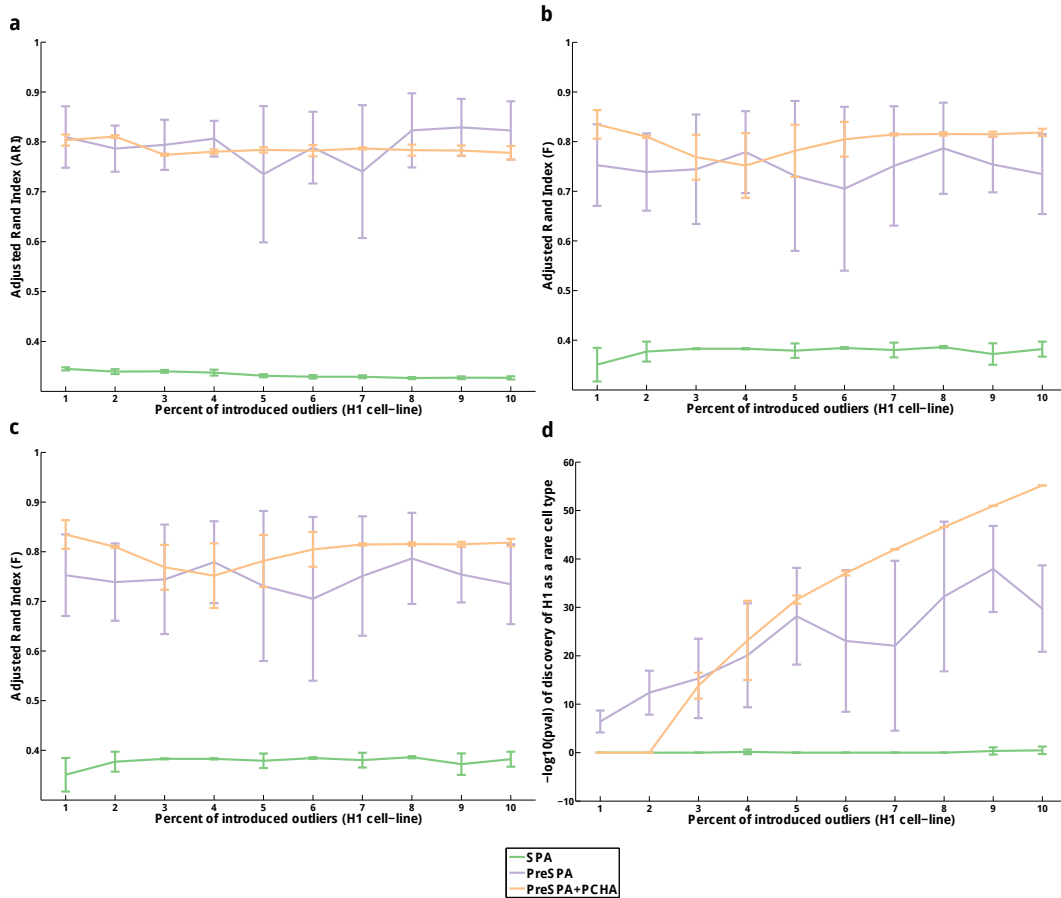 a
1
0.9
0.8
0.7
0.6
0.5
0.4
Adjusted Rand Index (ARI)
1 2 3 4 5 6 7 8 9 10
Percent of introduced outliers (H1 cell−line)
b
1
0.9
0.8
0.7
0.6
0.5
0.4
Adjusted Rand Index (F)
1 2 3 4 5 6 7 8 9 10
Percent of introduced outliers (H1 cell−line)
c
1
0.9
0.8
0.7
0.6
0.5
0.4
Adjusted Rand Index (F)
1 2 3 4 5 6 7 8 9 10
Percent of introduced outliers (H1 cell−line)
d
60
50
40
30
20
10
0
−10
−log10(pval) of discovery of H1 as a rare cell type
1 2 3 4 5 6 7 8 9 10
Percent of introduced outliers (H1 cell−line)
SPA
PreSPA
PreSPA+PCHA